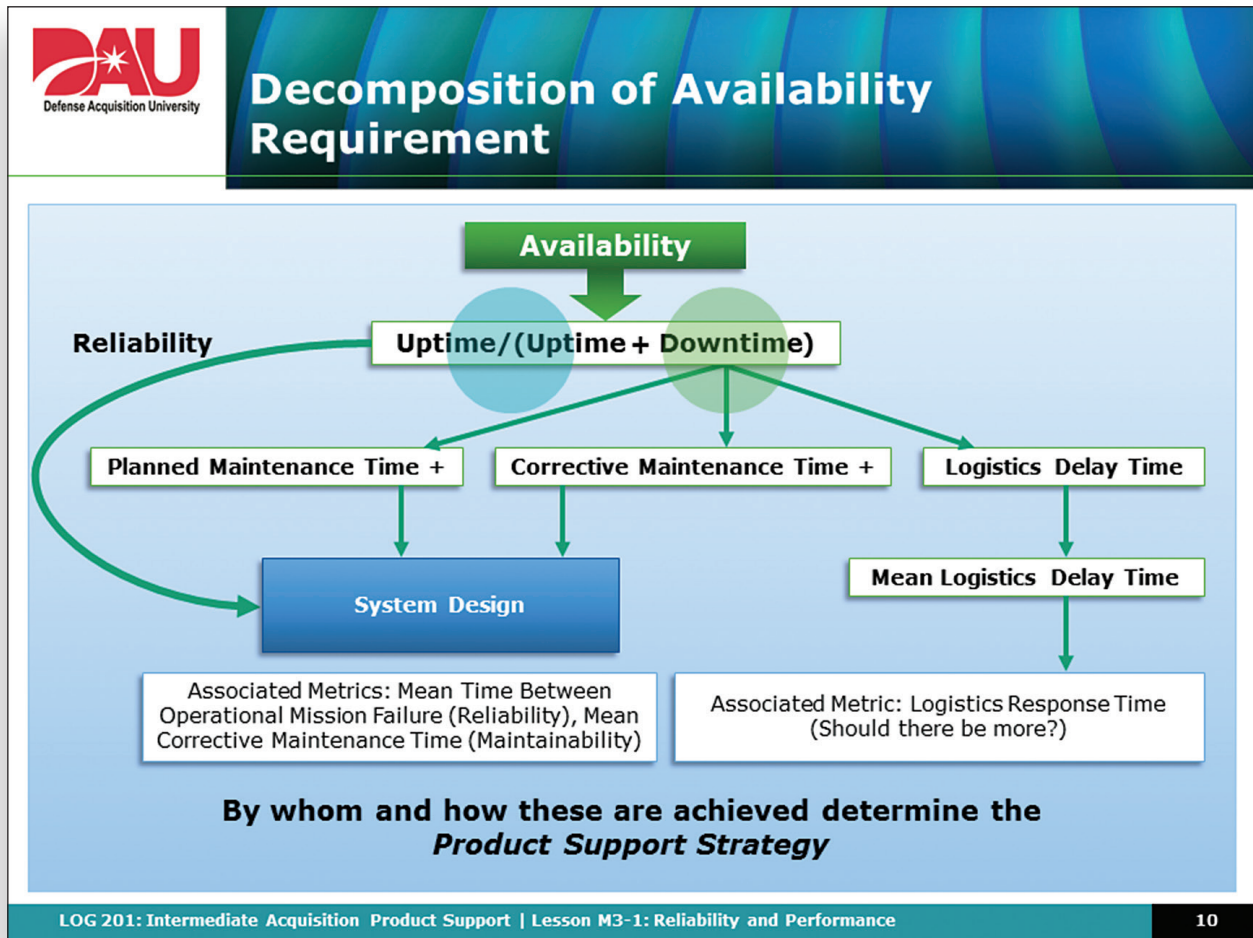 DAU
Defense Acquisition University
Decomposition of Availability
Requirement
Availability
Reliability
Uptime/(Uptime + Downtime)
Planned Maintenance Time +
Corrective Maintenance Time +
Logistics Delay Time
System Design
Mean Logistics Delay Time
Associated Metrics: Mean Time Between
Operational Mission Failure (Reliability), Mean
Corrective Maintenance Time (Maintainability)
Associated Metric: Logistics Response Time
(Should there be more?)
By whom and how these are achieved determine the
Product Support Strategy
LOG 201: Intermediate Acquisition Product Support | Lesson M3-1: Reliability and Performance
10